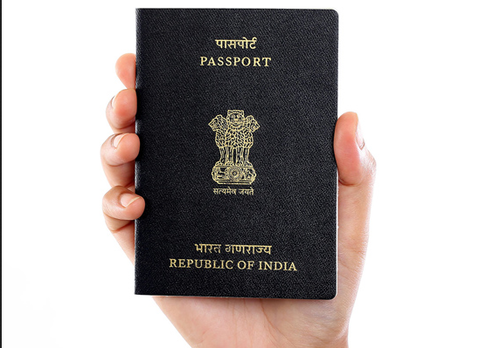 पासपोर्ट
PASSPORT
सत्यमेव जयते
भारत गणराज्य
REPUBLIC OF INDIA